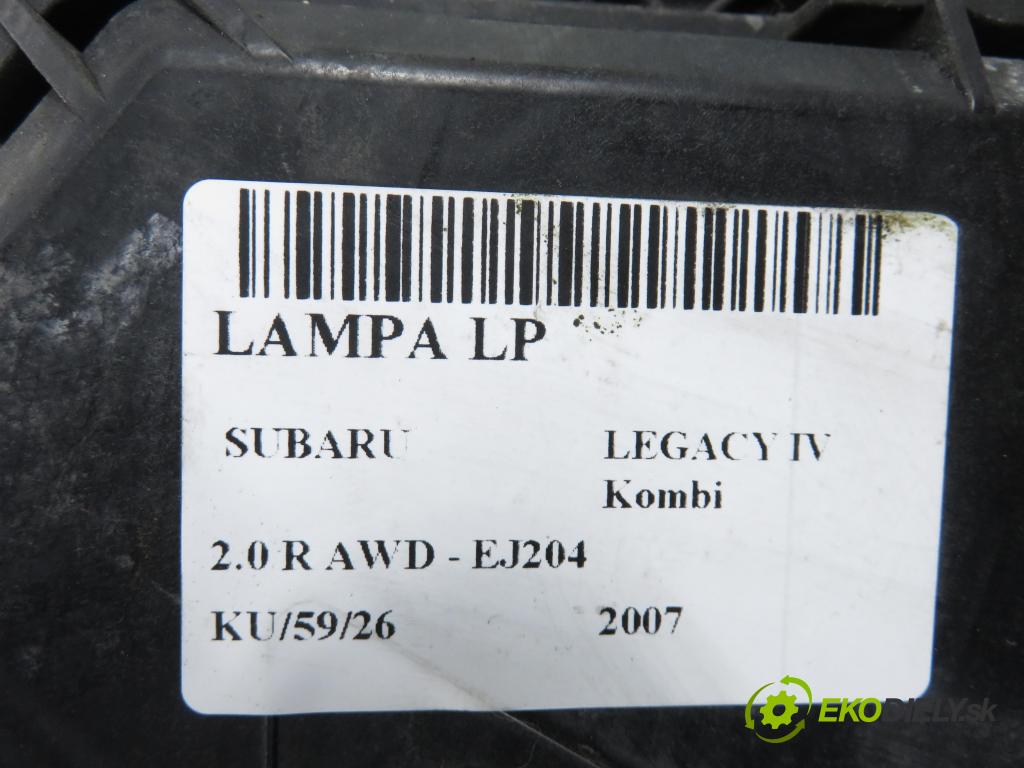 LAMPA LP
SUBARU LEGACY IV
Kombi
2.0 R AWD - EJ204
KU/59/26 2007
EKODIELY.sk